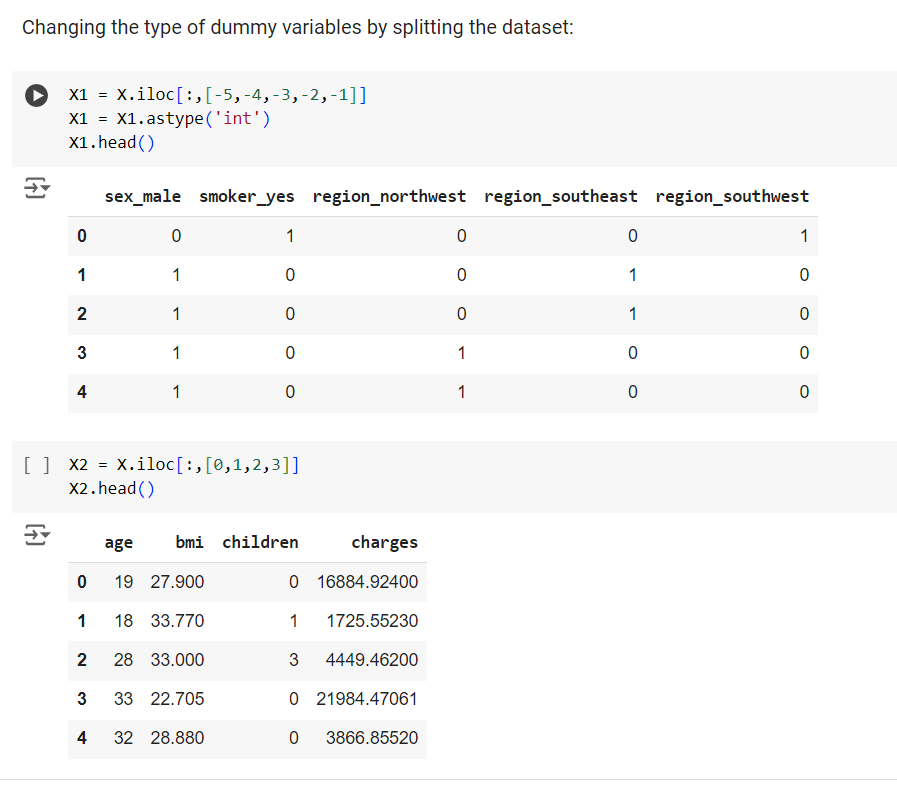 Changing the type of dummy variables by splitting the dataset:
X1 = X.iloc[:,[-5,-4,-3,-2,-1]]
X1 = X1.astype('int')
X1.head()
sex_male smoker_yes region_northwest region_southeast region_southwest
0 0 1 0 0 1
1 1 0 0 1 0
2 1 0 0 1 0
3 1 0 1 0 0
4 1 0 1 0 0
[ ] X2 = X.iloc[:,[0,1,2,3]]
X2.head()
age bmi children charges
0 19 27.900 0 16884.92400
1 18 33.770 1 1725.55230
2 28 33.000 3 4449.46200
3 33 22.705 0 21984.47061
4 32 28.880 0 3866.85520